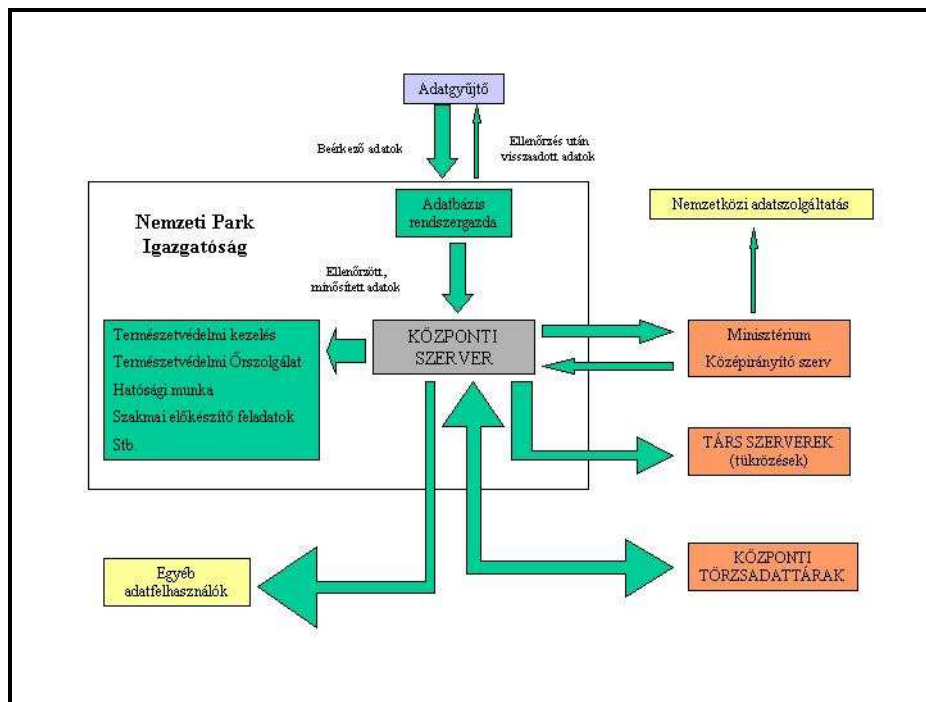 Adatgyűjtő
Beérkező adatok
Ellenőrzés után
visszaadott adatok
Nemzeti Park
Igazgatóság
Adatbázis
rendszergazda
Nemzetközi adatszolgáltatás
Ellenőrzött,
minősített adatok
Természetvédelmi kezelés
Természetvédelmi Őrszolgálat
Hatósági munka
Szakmai előkészítő feladatok
Stb.
KÖZPONTI
SZERVER
Minisztérium
Középirányító szerv
TÁRS SZERVEREK
(tükrözések)
KÖZPONTI
TÖRZSADATTÁRAK
Egyéb
adatfelhasználók